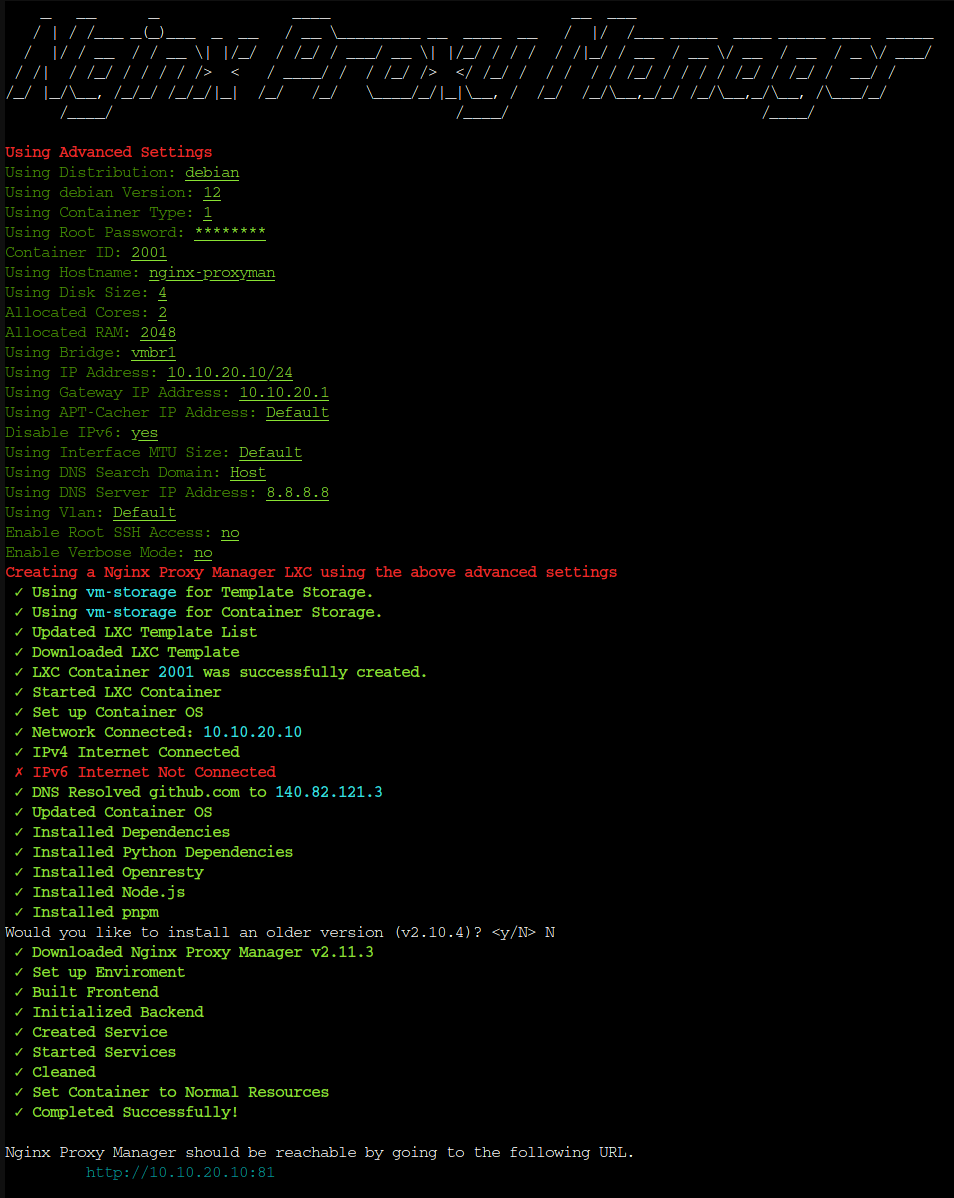 Nginx Proxy Manager
Using Advanced Settings
Using Distribution: debian
Using debian Version: 12
Using Container Type: 1
Using Root Password: ********
Container ID: 2001
Using Hostname: nginx-proxyman
Using Disk Size: 4
Allocated Cores: 2
Allocated RAM: 2048
Using Bridge: vmbr1
Using IP Address: 10.10.20.10/24
Using Gateway IP Address: 10.10.20.1
Using APT-Cacher IP Address: Default
Disable IPv6: yes
Using Interface MTU Size: Default
Using DNS Search Domain: Host
Using DNS Server IP Address: 8.8.8.8
Using Vlan: Default
Enable Root SSH Access: no
Enable Verbose Mode: no
Creating a Nginx Proxy Manager LXC using the above advanced settings
✓ Using vm-storage for Template Storage.
✓ Using vm-storage for Container Storage.
✓ Updated LXC Template List
✓ Downloaded LXC Template
✓ LXC Container 2001 was successfully created.
✓ Started LXC Container
✓ Set up Container OS
✓ Network Connected: 10.10.20.10
✓ IPv4 Internet Connected
✗ IPv6 Internet Not Connected
✓ DNS Resolved github.com to 140.82.121.3
✓ Updated Container OS
✓ Installed Dependencies
✓ Installed Python Dependencies
✓ Installed Openresty
✓ Installed Node.js
✓ Installed pnpm
Would you like to install an older version (v2.10.4)? <y/N> N
✓ Downloaded Nginx Proxy Manager v2.11.3
✓ Set up Enviroment
✓ Built Frontend
✓ Initialized Backend
✓ Created Service
✓ Started Services
✓ Cleaned
✓ Set Container to Normal Resources
✓ Completed Successfully!
Nginx Proxy Manager should be reachable by going to the following URL.
http://10.10.20.10:81